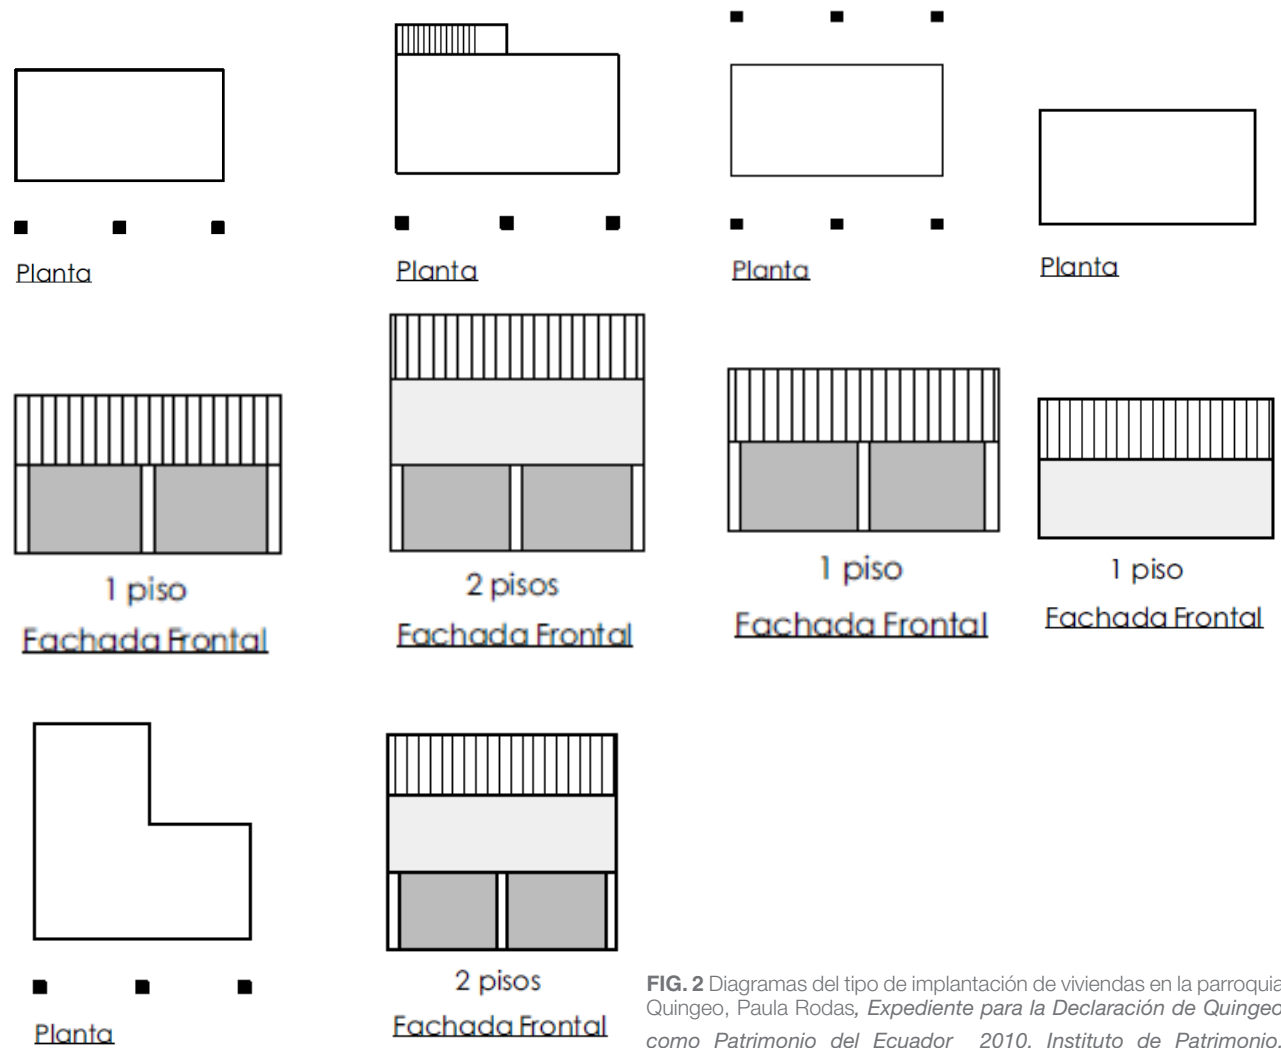 Planta
Planta
Planta
Planta
1 piso
Fachada Frontal
2 pisos
Fachada Frontal
1 piso
Fachada Frontal
1 piso
Fachada Frontal
Planta
2 pisos
Fachada Frontal
FIG. 2 Diagramas del tipo de implantación de viviendas en la parroquia
Quingeo, Paula Rodas, Expediente para la Declaración de Quingeo
como Patrimonio del Ecuador 2010. Instituto de Patrimonio.